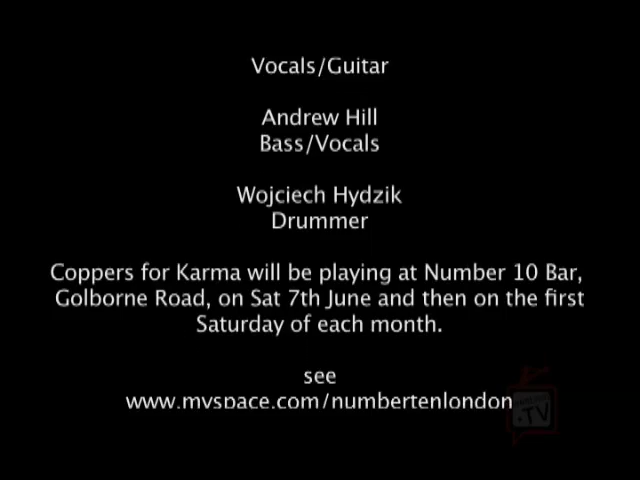 Vocals/Guitar
Andrew Hill
Bass/Vocals
Wojciech Hydzik
Drummer
Coppers for Karma will be playing at Number 10 Bar,
Golborne Road, on Sat 7th June and then on the first
Saturday of each month.
see
www.myspace.com/numbertenlondon
.TV